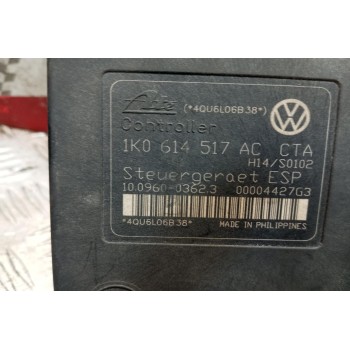 Ate (*4QU6L06B38*)
Controller
1K0 614 517 AC CTA
H14/S0102
Steuergeraet ESP
10.0960-0362.3 00004427G3
*4QU6L06B38*
MADE IN PHILIPPINES